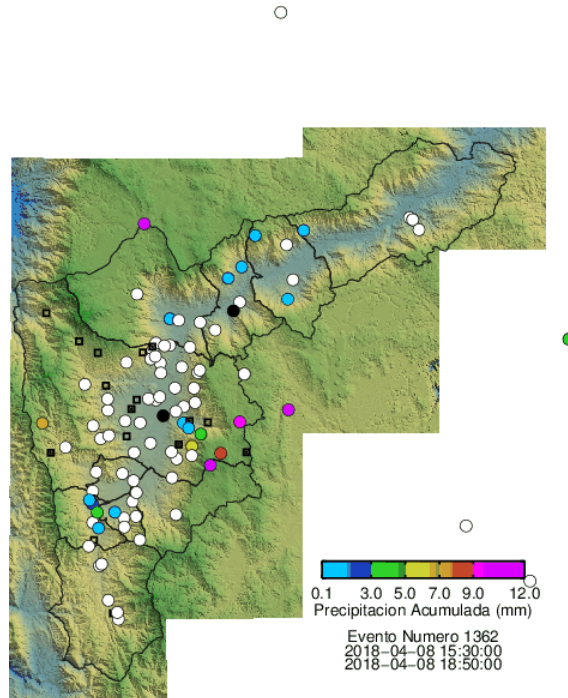 0.1 3.0 5.0 7.0 9.0 12.0
Precipitacion Acumulada (mm)
Evento Numero 1362
2018-04-08 15:30:00
2018-04-08 18:50:00